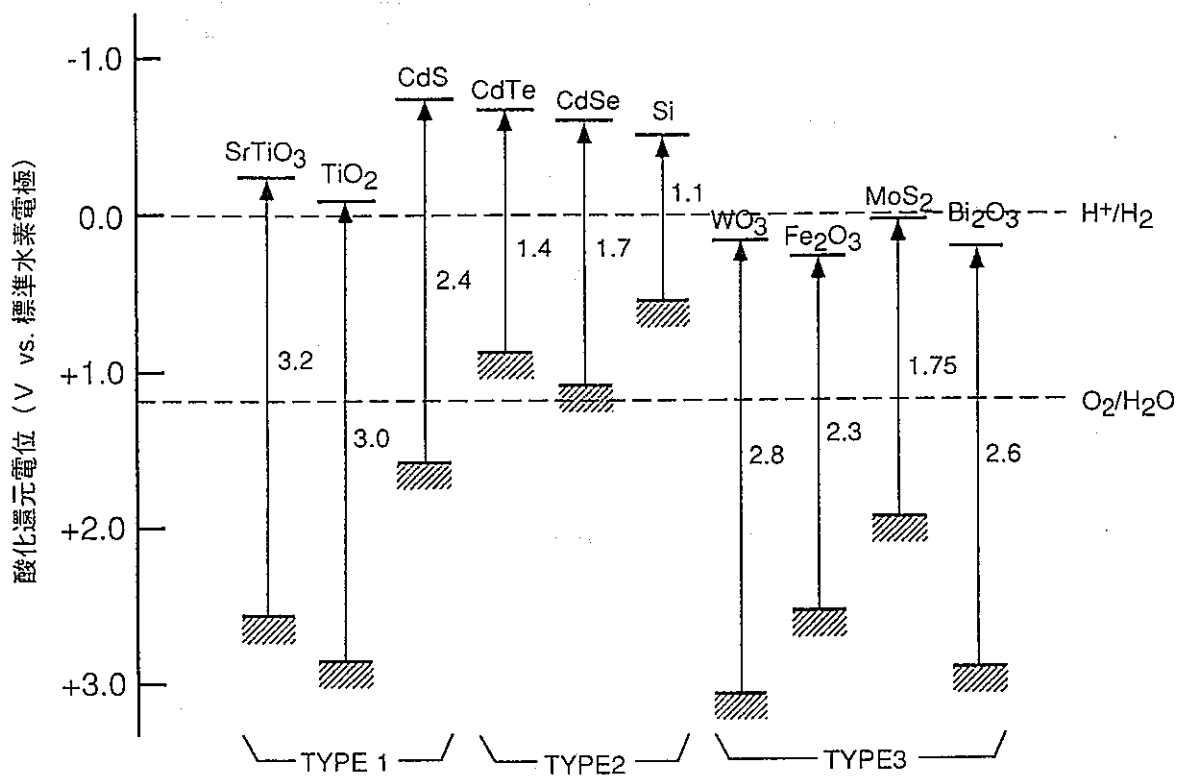 酸化還元電位 (V vs. 標準水素電極)
-1.0
0.0
+1.0
+2.0
+3.0
SrTiO3
TiO2
CdS
CdTe
CdSe
Si
WO3
Fe2O3
MoS2
Bi2O3
H+/H2
O2/H2O
3.2
3.0
2.4
1.4
1.7
1.1
2.8
2.3
1.75
2.6
TYPE 1
TYPE2
TYPE3